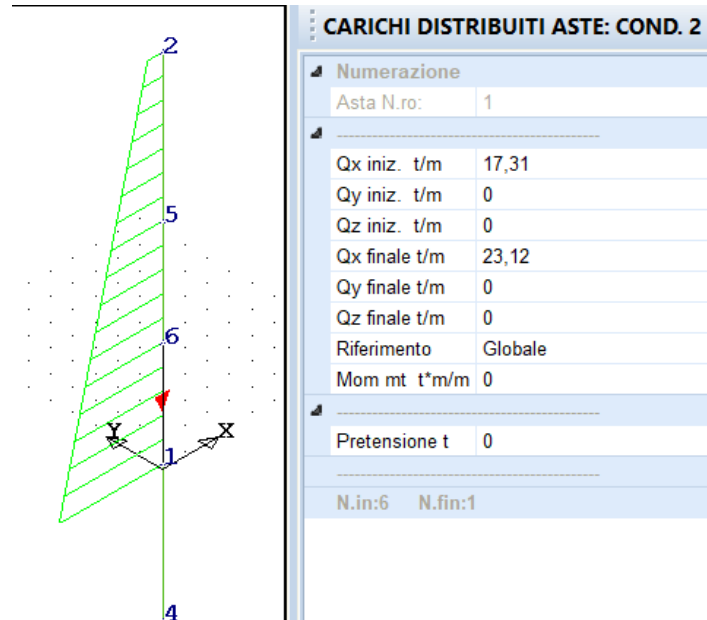 2
5
6
Y
X
1
4
CARICHI DISTRIBUITI ASTE: COND. 2
Numerazione
Asta N.ro: 1
Qx iniz. t/m 17,31
Qy iniz. t/m 0
Qz iniz. t/m 0
Qx finale t/m 23,12
Qy finale t/m 0
Qz finale t/m 0
Riferimento Globale
Mom mt t*m/m 0
Pretensione t 0
N.in:6 N.fin:1